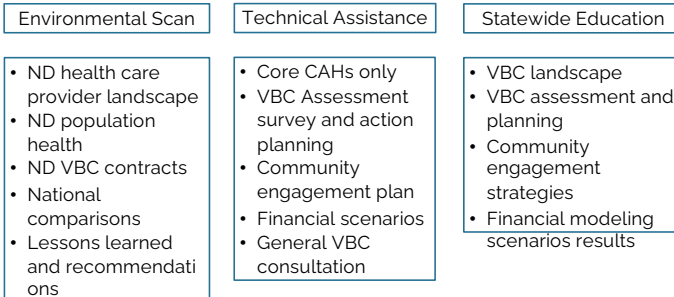 Environmental Scan
• ND health care
provider landscape
• ND population
health
• ND VBC contracts
• National
comparisons
• Lessons learned
and recommendati
ons
Technical Assistance
• Core CAHs only
• VBC Assessment
survey and action
planning
• Community
engagement plan
• Financial scenarios
• General VBC
consultation
Statewide Education
• VBC landscape
• VBC assessment and
planning
• Community
engagement
strategies
• Financial modeling
scenarios results